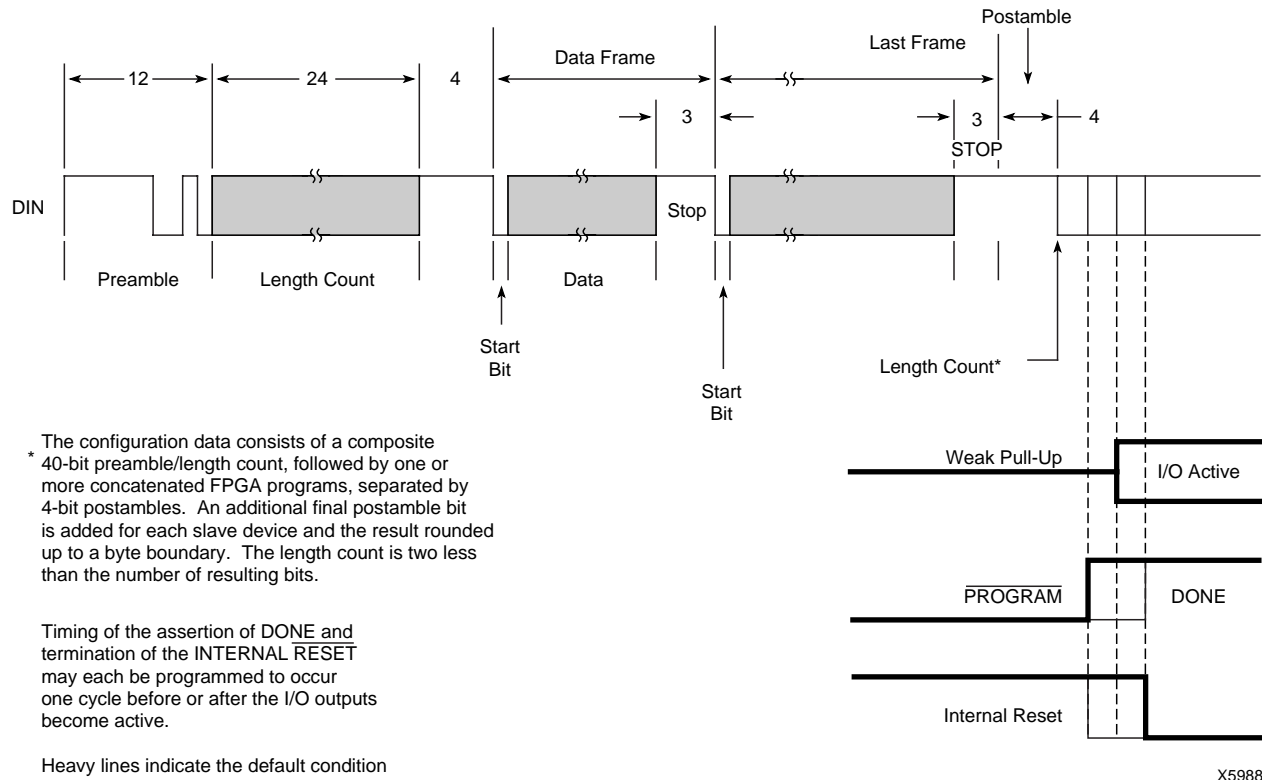 Postamble
Last Frame
Data Frame
12
24
4
3
3
4
STOP
DIN
Stop
Preamble
Length Count
Data
Start
Bit
Start
Bit
Length Count*
* The configuration data consists of a composite
40-bit preamble/length count, followed by one or
more concatenated FPGA programs, separated by
4-bit postambles. An additional final postamble bit
is added for each slave device and the result rounded
up to a byte boundary. The length count is two less
than the number of resulting bits.
Timing of the assertion of DONE and
termination of the INTERNAL RESET
may each be programmed to occur
one cycle before or after the I/O outputs
become active.
Heavy lines indicate the default condition
Weak Pull-Up
I/O Active
PROGRAM
DONE
Internal Reset
X5988